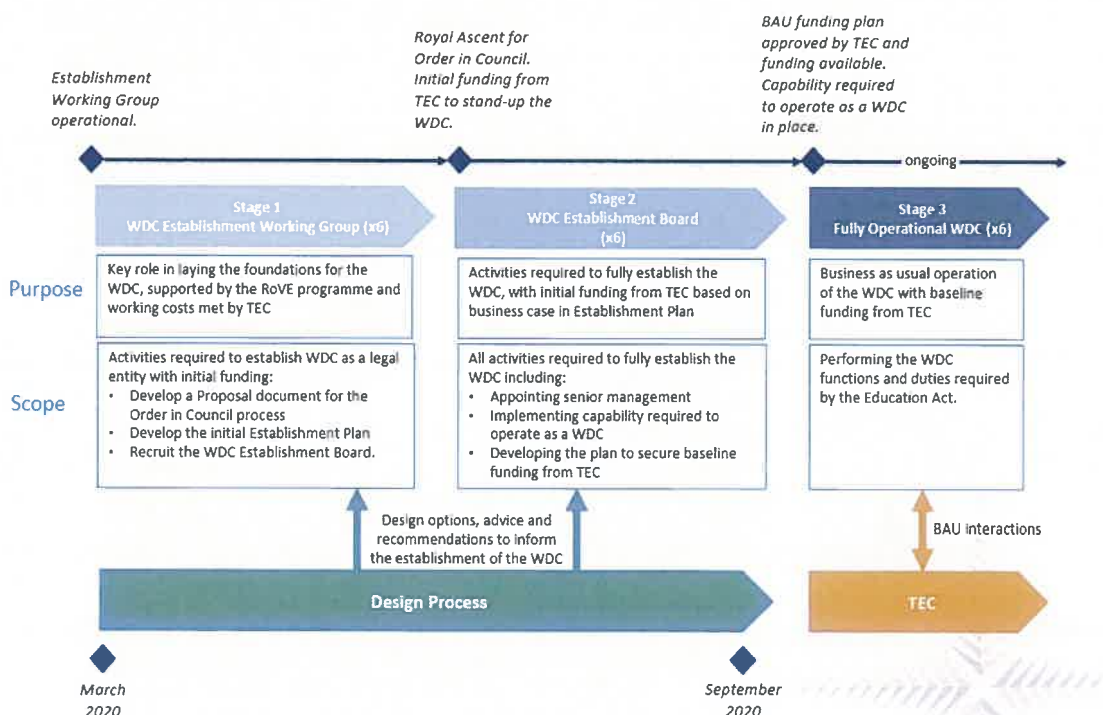 Establishment
Working Group
operational.
Royal Ascent for
Order in Council.
Initial funding from
TEC to stand-up the
WDC.
BAU funding plan
approved by TEC and
funding available.
Capability required
to operate as a WDC
in place.
ongoing
Stage 1
WDC Establishment Working Group (x6)
Stage 2
WDC Establishment Board
(x6)
Stage 3
Fully Operational WDC (x6)
Purpose
Key role in laying the foundations for the
WDC, supported by the RoVE programme and
working costs met by TEC
Activities required to fully establish the
WDC, with initial funding from TEC based on
business case in Establishment Plan
Business as usual operation
of the WDC with baseline
funding from TEC
Scope
Activities required to establish WDC as a legal
entity with initial funding:
• Develop a Proposal document for the
Order in Council process
• Develop the initial Establishment Plan
• Recruit the WDC Establishment Board.
All activities required to fully establish the
WDC including:
• Appointing senior management
• Implementing capability required to
operate as a WDC
• Developing the plan to secure baseline
funding from TEC
Performing the WDC
functions and duties required
by the Education Act.
Design options, advice and
recommendations to inform
the establishment of the WDC
BAU interactions
Design Process
TEC
March
2020
September
2020